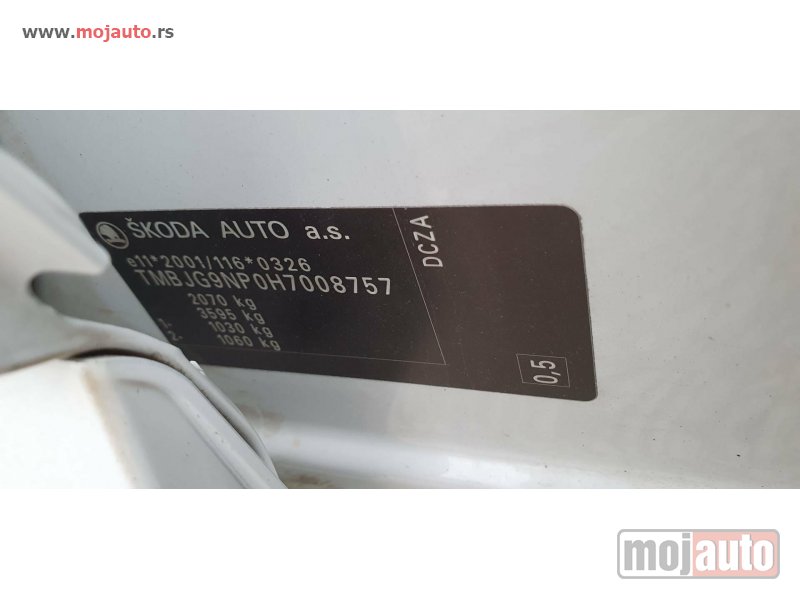 www.mojauto.rs
ŠKODA AUTO a.s.
e11*2001/116*0326
TMBJG9NP0H7008757
2070 kg
3595 kg
1- 1030 kg
2- 1060 kg
DCZA
0,5
mojauto